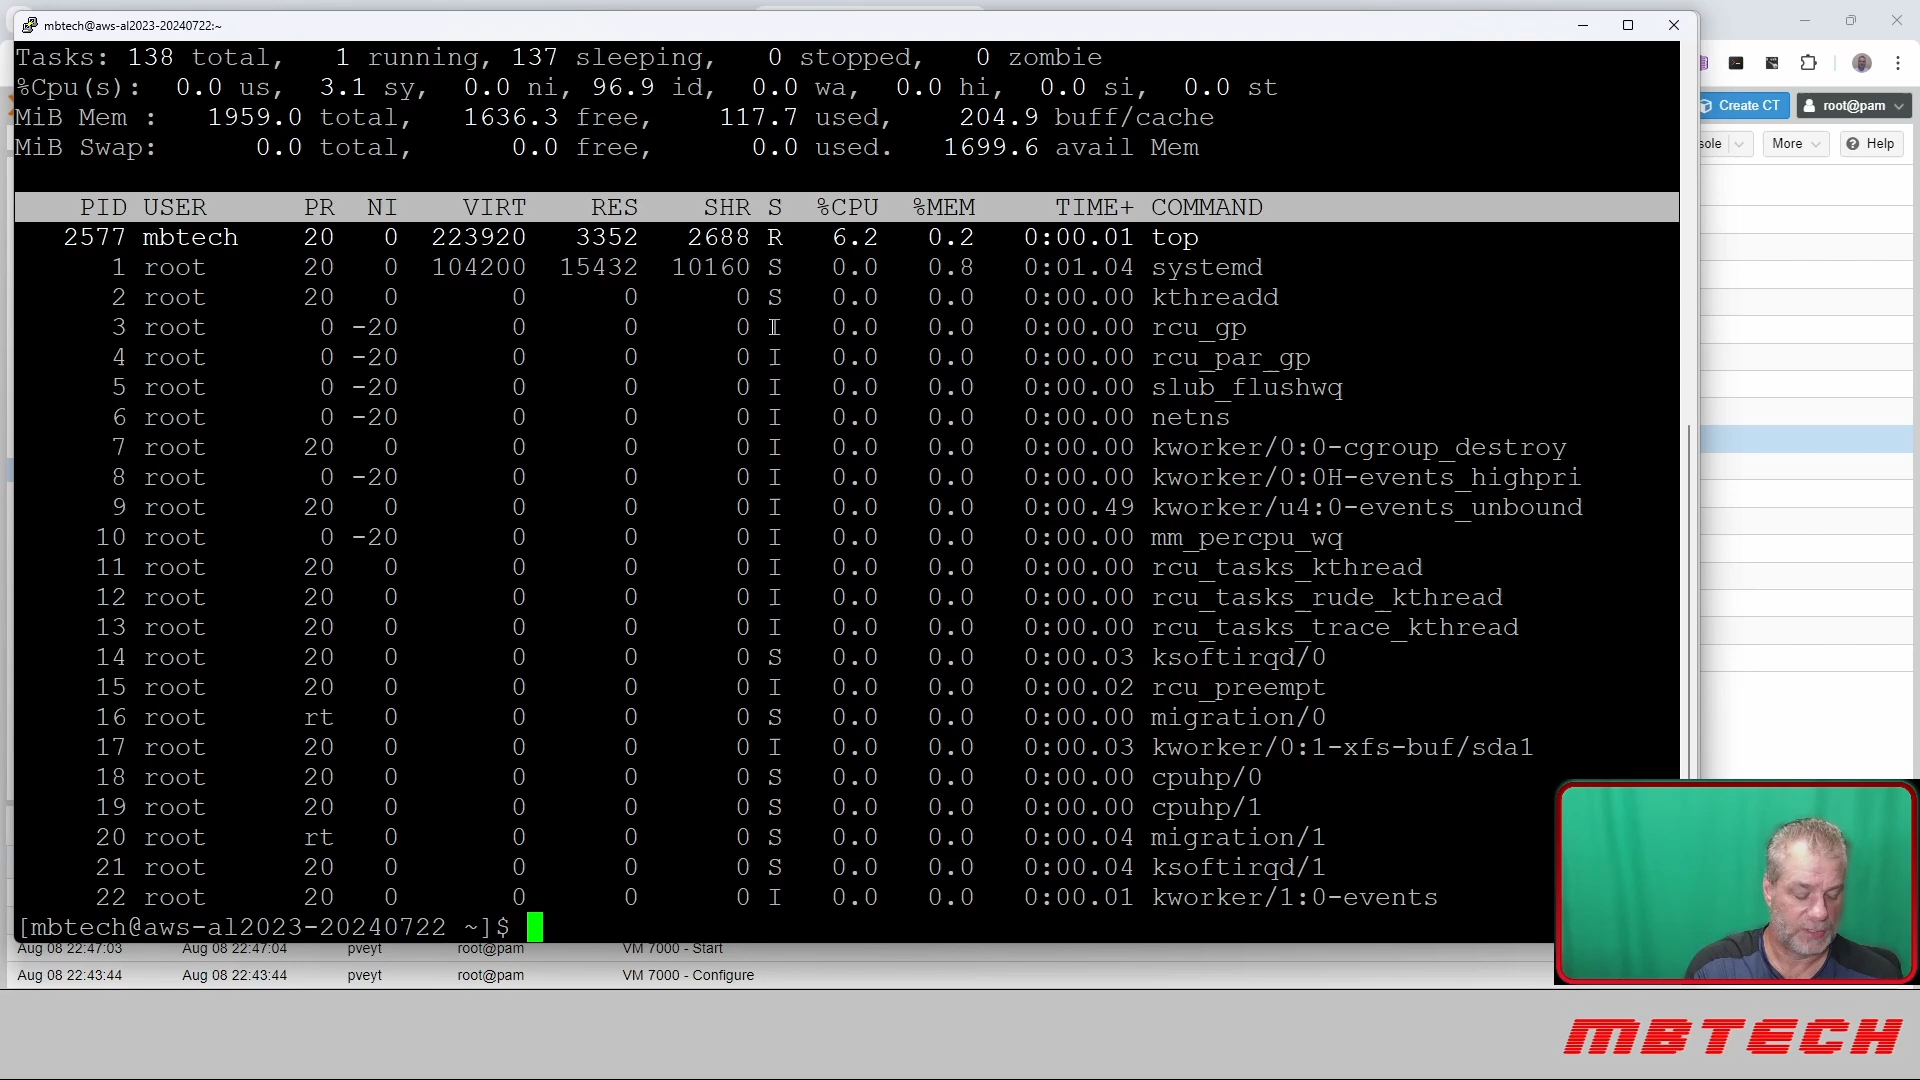 mbtech@aws-al2023-20240722:~
Tasks: 138 total,   1 running, 137 sleeping,   0 stopped,   0 zombie
%Cpu(s):  0.0 us,  3.1 sy,  0.0 ni, 96.9 id,  0.0 wa,  0.0 hi,  0.0 si,  0.0 st
MiB Mem :   1959.0 total,   1636.3 free,    117.7 used,    204.9 buff/cache
MiB Swap:      0.0 total,      0.0 free,      0.0 used.   1699.6 avail Mem
PID USER      PR  NI    VIRT    RES    SHR S  %CPU  %MEM     TIME+ COMMAND
2577 mbtech    20   0  223920   3352   2688 R   6.2   0.2   0:00.01 top
1 root      20   0  104200  15432  10160 S   0.0   0.8   0:01.04 systemd
2 root      20   0       0      0      0 S   0.0   0.0   0:00.00 kthreadd
3 root       0 -20       0      0      0 I   0.0   0.0   0:00.00 rcu_gp
4 root       0 -20       0      0      0 I   0.0   0.0   0:00.00 rcu_par_gp
5 root       0 -20       0      0      0 I   0.0   0.0   0:00.00 slub_flushwq
6 root       0 -20       0      0      0 I   0.0   0.0   0:00.00 netns
7 root      20   0       0      0      0 I   0.0   0.0   0:00.00 kworker/0:0-cgroup_destroy
8 root       0 -20       0      0      0 I   0.0   0.0   0:00.00 kworker/0:0H-events_highpri
9 root      20   0       0      0      0 I   0.0   0.0   0:00.49 kworker/u4:0-events_unbound
10 root       0 -20       0      0      0 I   0.0   0.0   0:00.00 mm_percpu_wq
11 root      20   0       0      0      0 I   0.0   0.0   0:00.00 rcu_tasks_kthread
12 root      20   0       0      0      0 I   0.0   0.0   0:00.00 rcu_tasks_rude_kthread
13 root      20   0       0      0      0 I   0.0   0.0   0:00.00 rcu_tasks_trace_kthread
14 root      20   0       0      0      0 S   0.0   0.0   0:00.03 ksoftirqd/0
15 root      20   0       0      0      0 I   0.0   0.0   0:00.02 rcu_preempt
16 root      rt   0       0      0      0 S   0.0   0.0   0:00.00 migration/0
17 root      20   0       0      0      0 I   0.0   0.0   0:00.03 kworker/0:1-xfs-buf/sda1
18 root      20   0       0      0      0 S   0.0   0.0   0:00.00 cpuhp/0
19 root      20   0       0      0      0 S   0.0   0.0   0:00.00 cpuhp/1
20 root      rt   0       0      0      0 S   0.0   0.0   0:00.04 migration/1
21 root      20   0       0      0      0 S   0.0   0.0   0:00.04 ksoftirqd/1
22 root      20   0       0      0      0 I   0.0   0.0   0:00.01 kworker/1:0-events
[mbtech@aws-al2023-20240722 ~]$
Create CT root@pam
sole More Help
Aug 08 22:47:03 Aug 08 22:47:04 pveyt root@pam VM 7000 - Start
Aug 08 22:43:44 Aug 08 22:43:44 pveyt root@pam VM 7000 - Configure
MBTECH